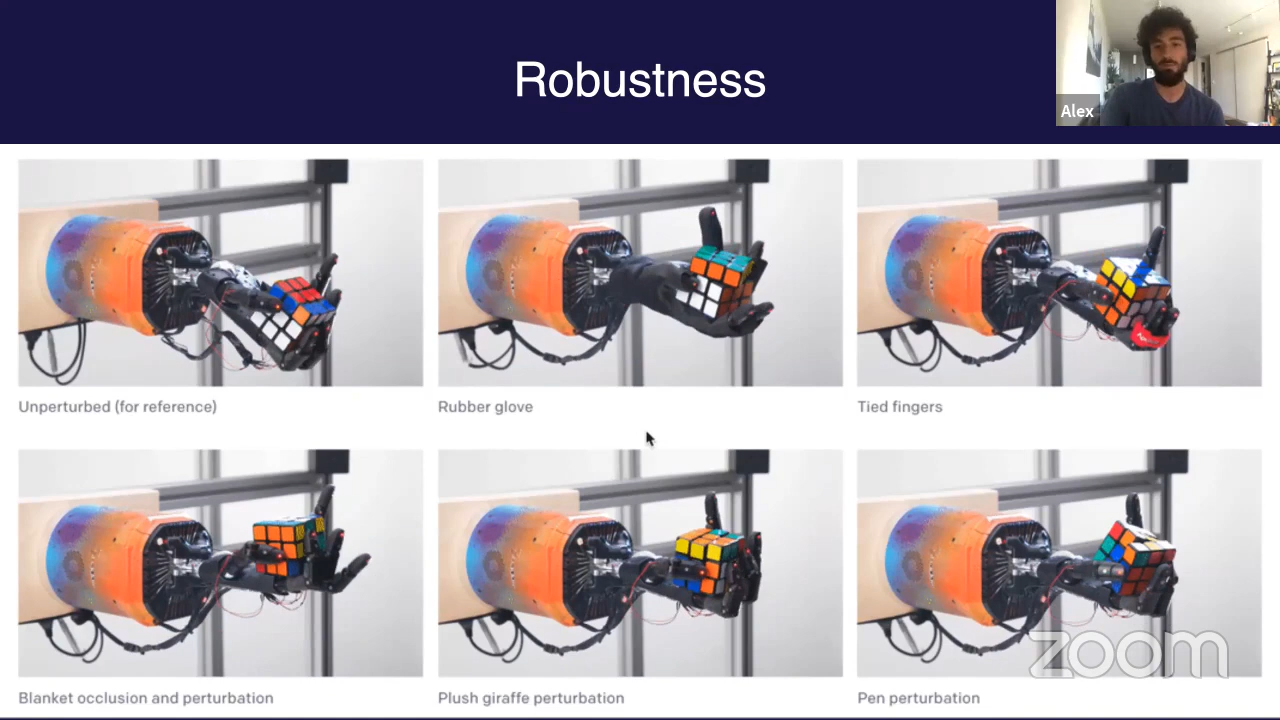 Robustness
Alex
Unperturbed (for reference)
Rubber glove
Tied fingers
Blanket occlusion and perturbation
Plush giraffe perturbation
Pen perturbation
zoom